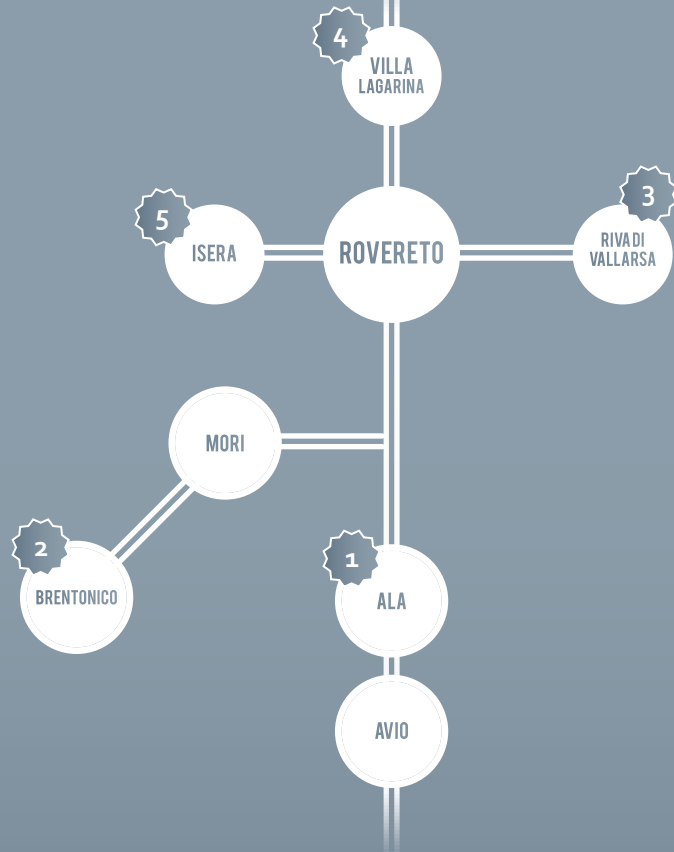 4
VILLA
LAGARINA
3
5
ISERA
ROVERETO
RIVA DI
VALLARSA
MORI
2
BRENTONICO
1
ALA
AVIO